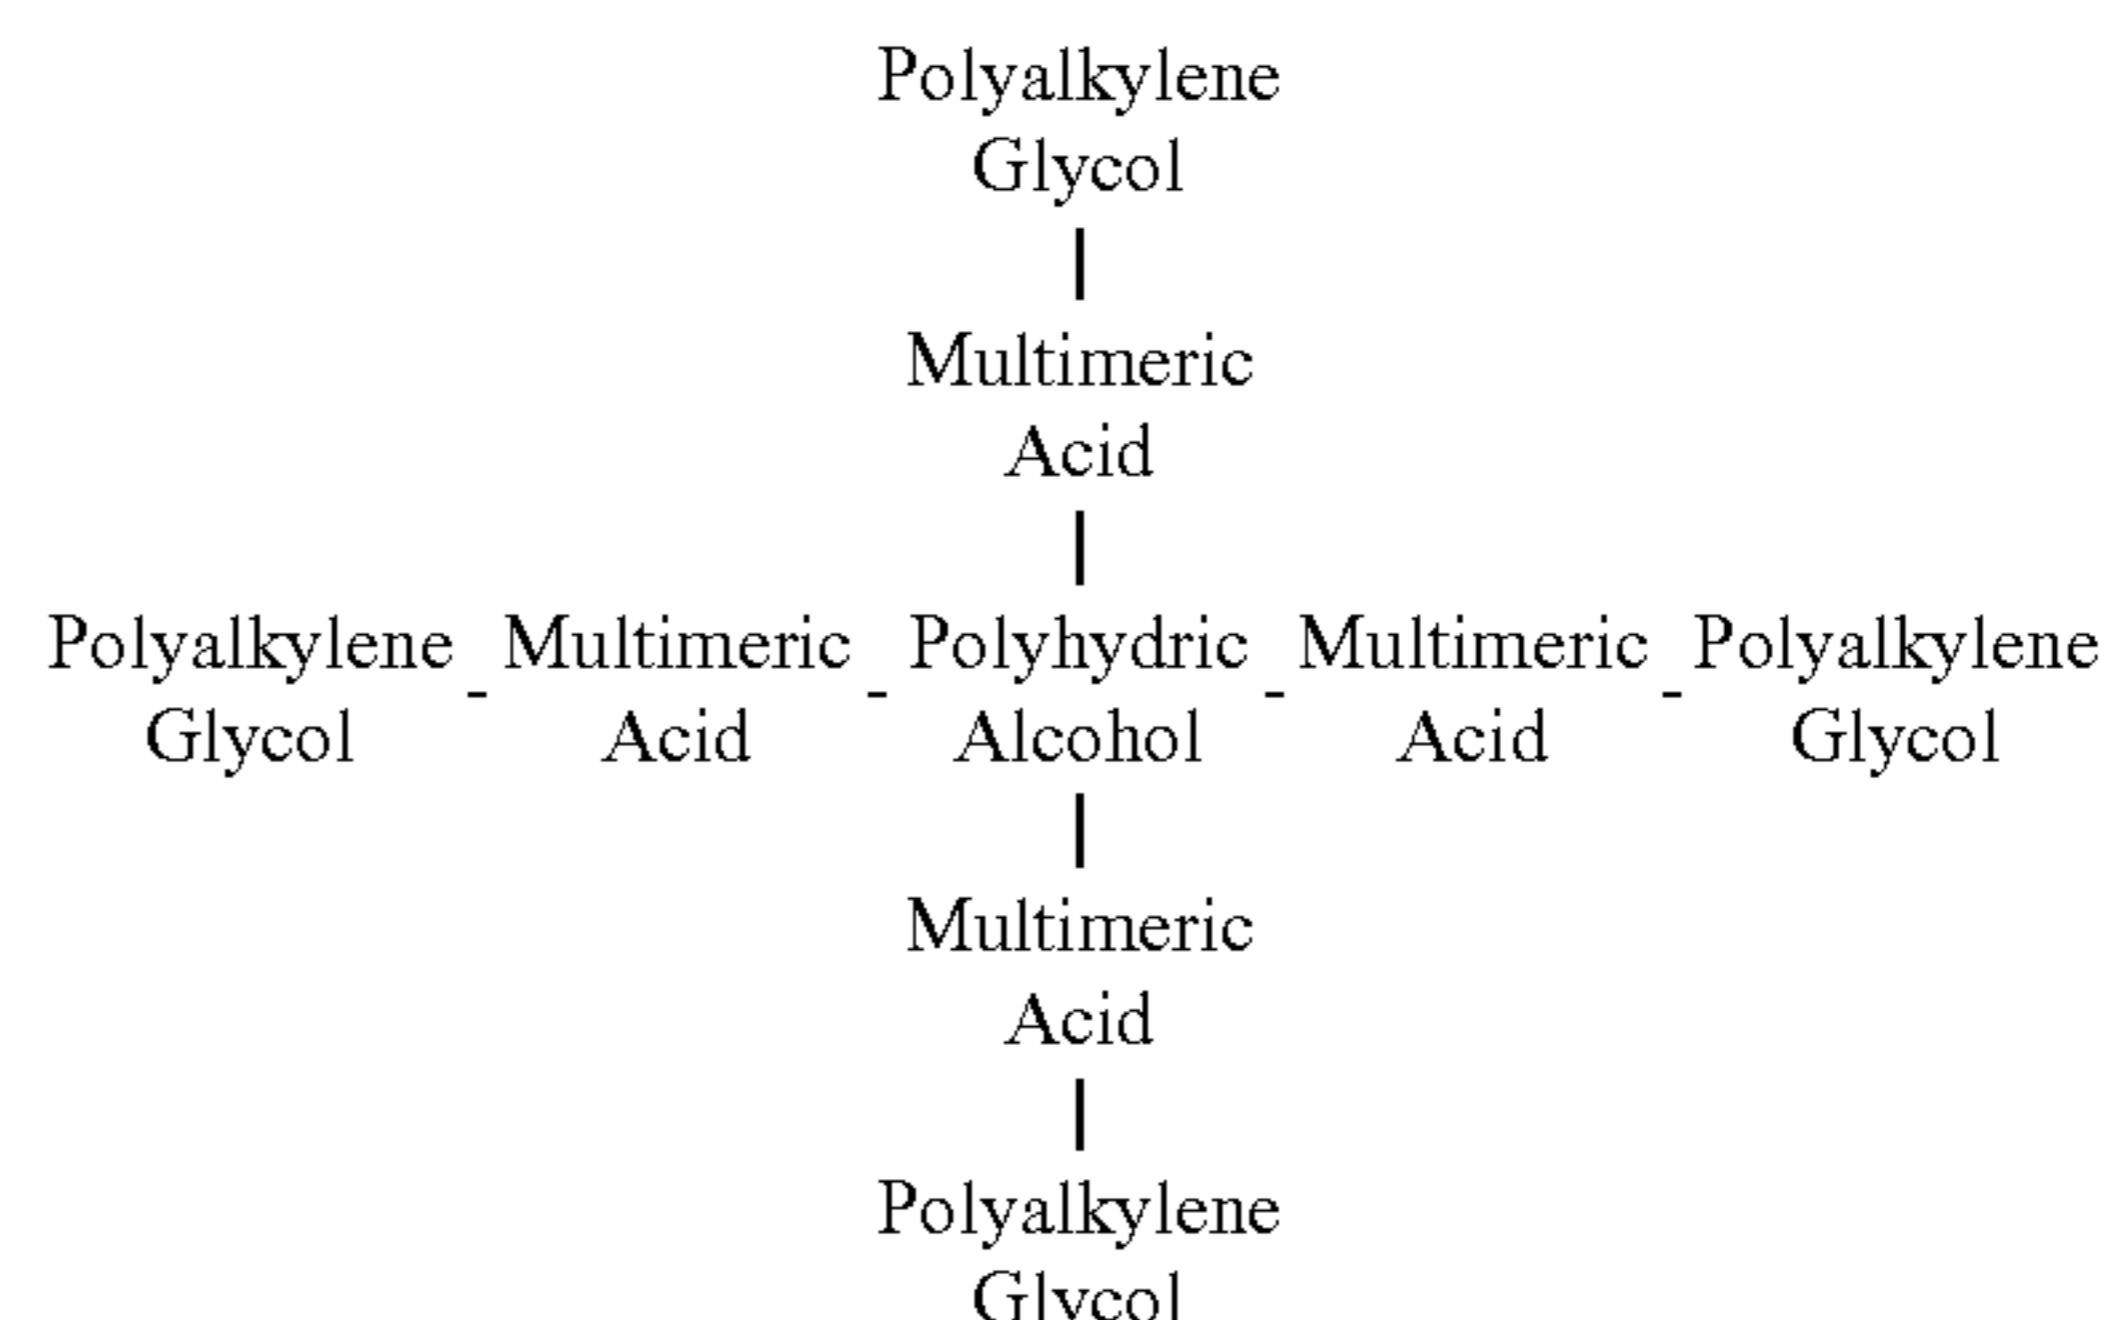 Polyalkylene
Glycol
|
Multimeric
Acid
|
Polyalkylene Multimeric Polyhydric Multimeric Polyalkylene
- - - -
Glycol Acid Alcohol Acid Glycol
|
Multimeric
Acid
|
Polyalkylene
Glycol